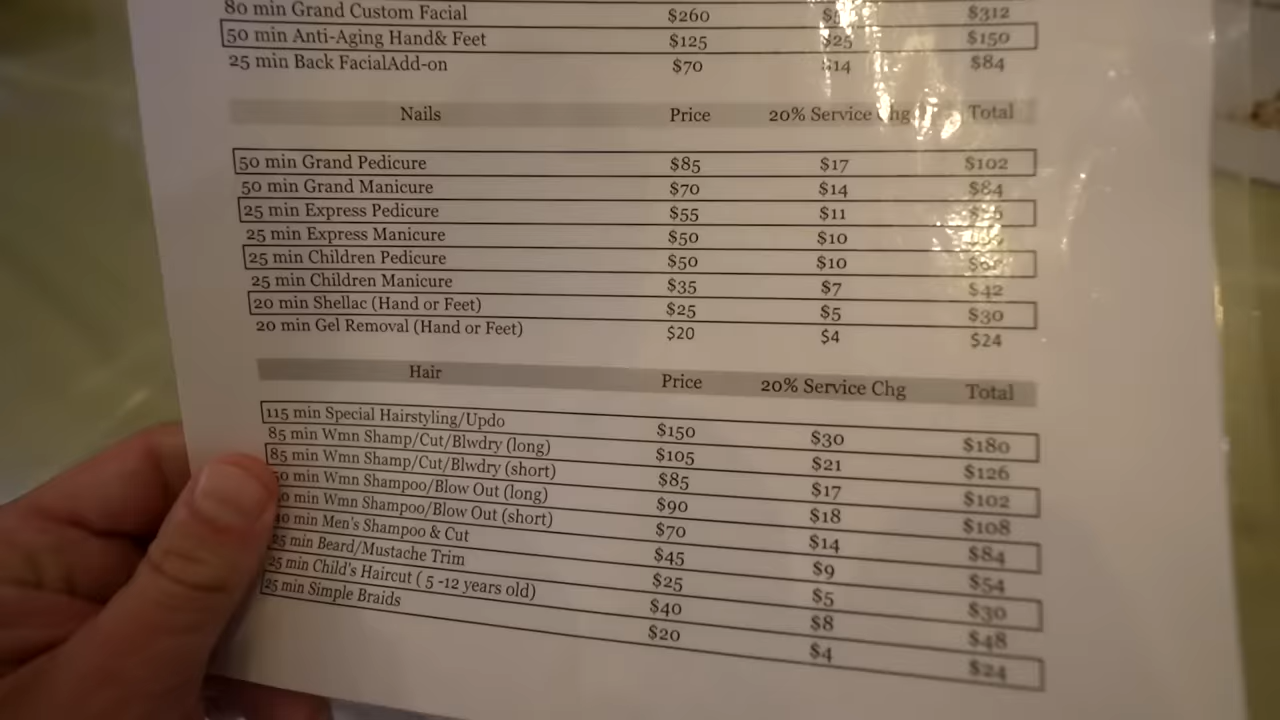 80 min Grand Custom Facial $260 $312
50 min Anti-Aging Hand& Feet $125 $25 $150
25 min Back FacialAdd-on $70 $14 $84
Nails Price 20% Service Chg Total
50 min Grand Pedicure $85 $17 $102
50 min Grand Manicure $70 $14 $84
25 min Express Pedicure $55 $11
25 min Express Manicure $50 $10
25 min Children Pedicure $50 $10
25 min Children Manicure $35 $7 $42
20 min Shellac (Hand or Feet) $25 $5 $30
20 min Gel Removal (Hand or Feet) $20 $4 $24
Hair Price 20% Service Chg Total
115 min Special Hairstyling/Updo $150 $30 $180
85 min Wmn Shamp/Cut/Blwdry (long) $105 $21 $126
85 min Wmn Shamp/Cut/Blwdry (short) $85 $17 $102
min Wmn Shampoo/Blow Out (long) $90 $18 $108
min Wmn Shampoo/Blow Out (short) $70 $14 $84
min Men's Shampoo & Cut $45 $9 $54
25 min Beard/Mustache Trim $25 $5 $30
25 min Child's Haircut ( 5 -12 years old) $40 $8 $48
25 min Simple Braids $20 $4 $24